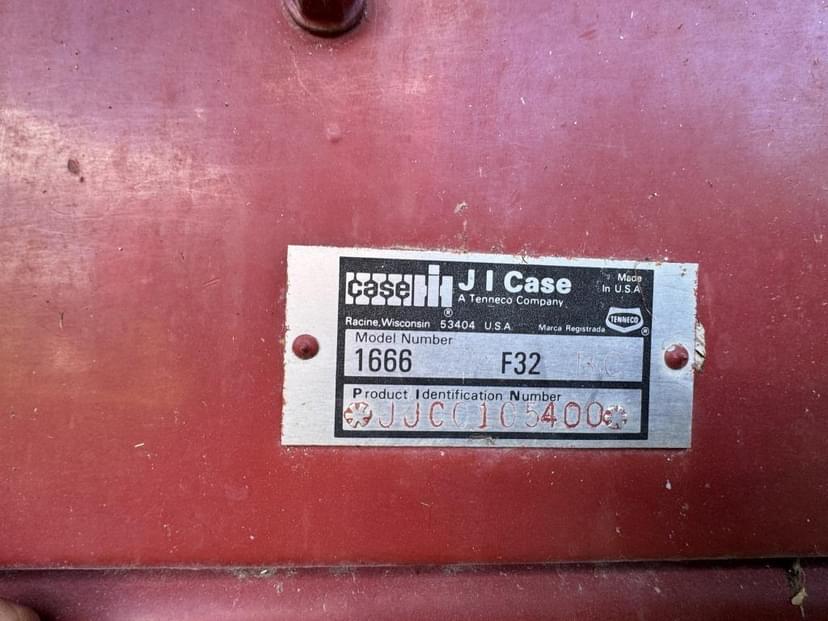 case IH
®
J I Case
A Tenneco Company
Made
In U.S.A.
Racine, Wisconsin 53404 U.S.A
Marca Registrada
TENNECO
®
Model Number
1666 F32
Product Identification Number
JJC0105400